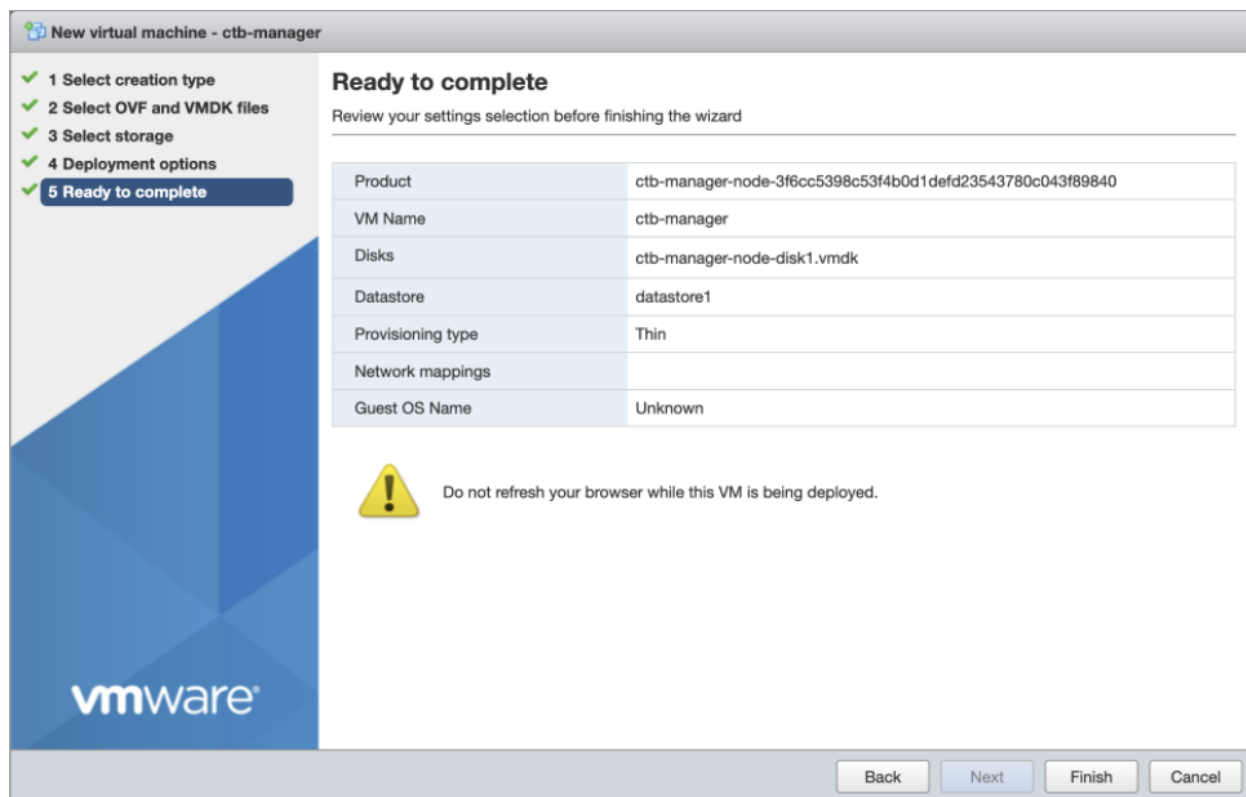 New virtual machine - ctb-manager
1 Select creation type
2 Select OVF and VMDK files
3 Select storage
4 Deployment options
5 Ready to complete
Ready to complete
Review your settings selection before finishing the wizard
Product ctb-manager-node-3f6cc5398c53f4b0d1defd23543780c043f89840
VM Name ctb-manager
Disks ctb-manager-node-disk1.vmdk
Datastore datastore1
Provisioning type Thin
Network mappings
Guest OS Name Unknown
Do not refresh your browser while this VM is being deployed.
vmware®
Back Next Finish Cancel